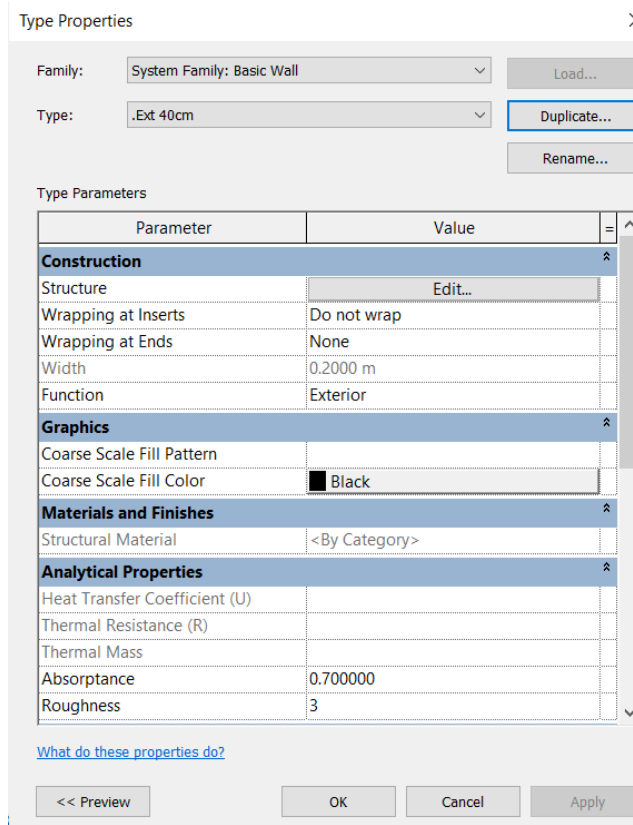 Type Properties
Family: System Family: Basic Wall Load...
Type: .Ext 40cm Duplicate...
Rename...
Type Parameters
Parameter Value =
Construction
Structure Edit...
Wrapping at Inserts Do not wrap
Wrapping at Ends None
Width 0.2000 m
Function Exterior
Graphics
Coarse Scale Fill Pattern
Coarse Scale Fill Color Black
Materials and Finishes
Structural Material <By Category>
Analytical Properties
Heat Transfer Coefficient (U)
Thermal Resistance (R)
Thermal Mass
Absorptance 0.700000
Roughness 3
What do these properties do?
<< Preview OK Cancel Apply